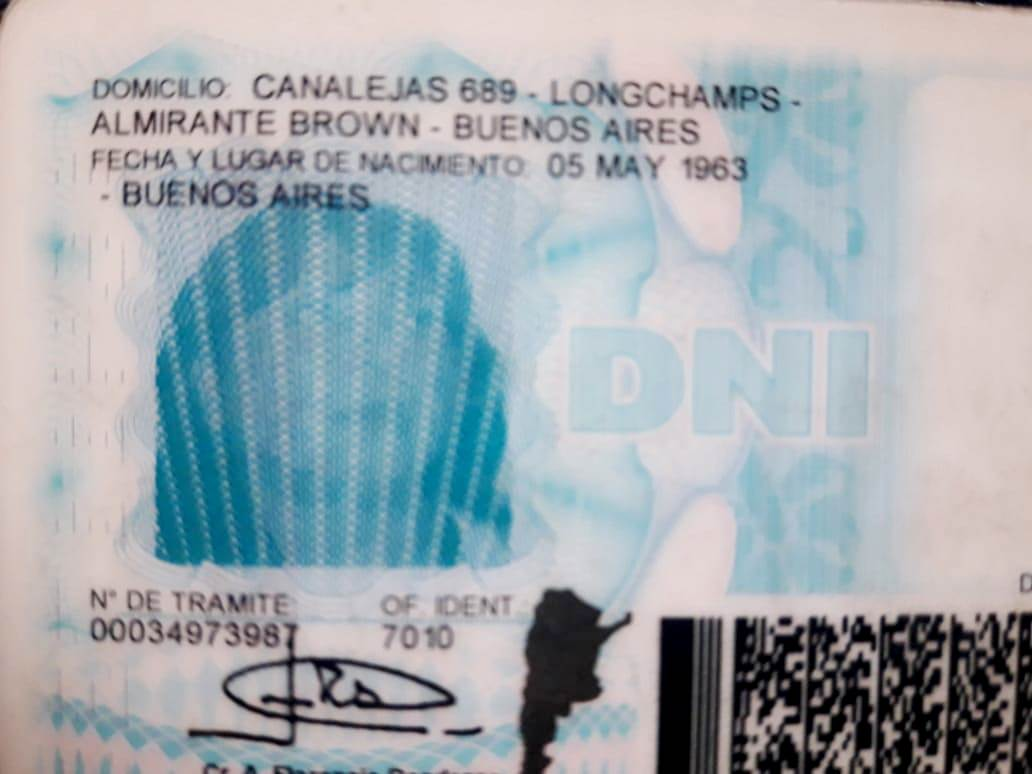 DOMICILIO: CANALEJAS 689 - LONGCHAMPS -
ALMIRANTE BROWN - BUENOS AIRES
FECHA Y LUGAR DE NACIMIENTO: 05 MAY 1963
- BUENOS AIRES
DNI
N° DE TRAMITE: OF. IDENT.:
00034973987 7010
D